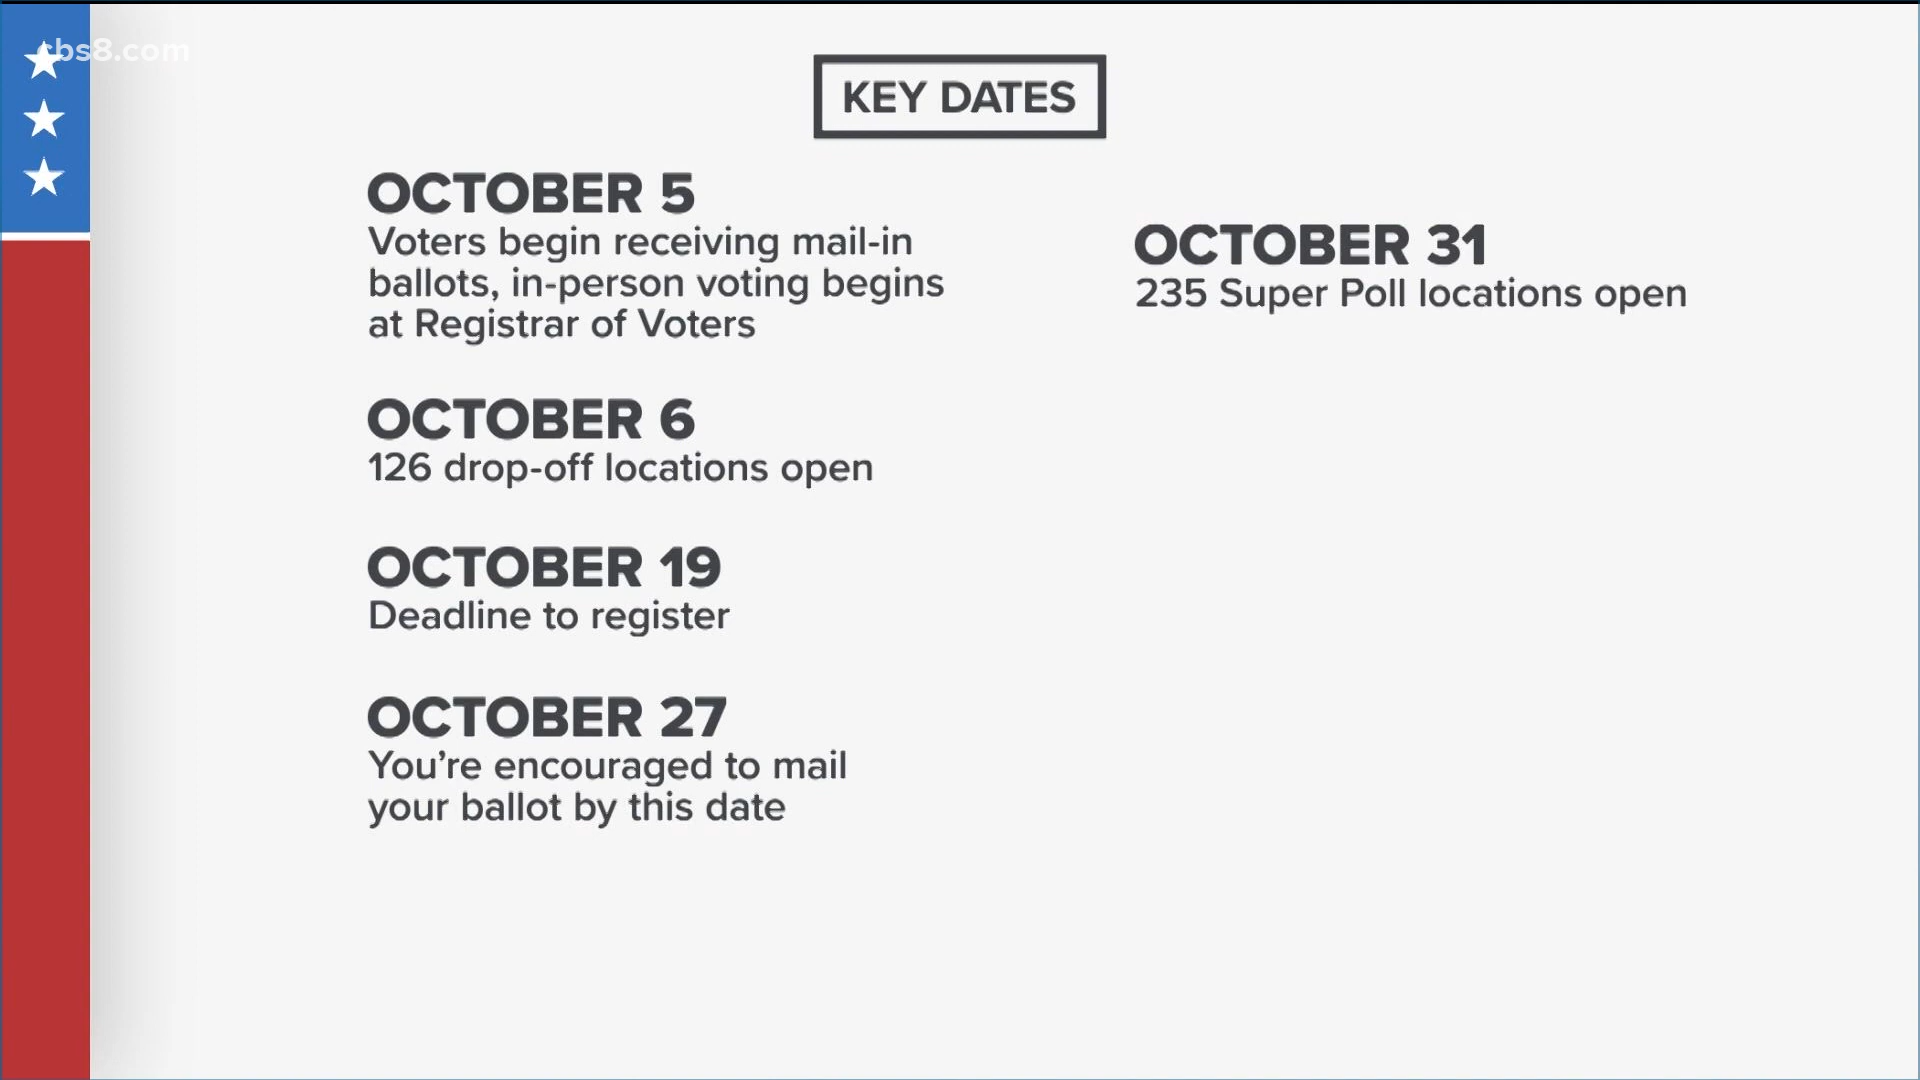 cbs8.com
KEY DATES
OCTOBER 5
Voters begin receiving mail-in
ballots, in-person voting begins
at Registrar of Voters
OCTOBER 6
126 drop-off locations open
OCTOBER 19
Deadline to register
OCTOBER 27
You’re encouraged to mail
your ballot by this date
OCTOBER 31
235 Super Poll locations open